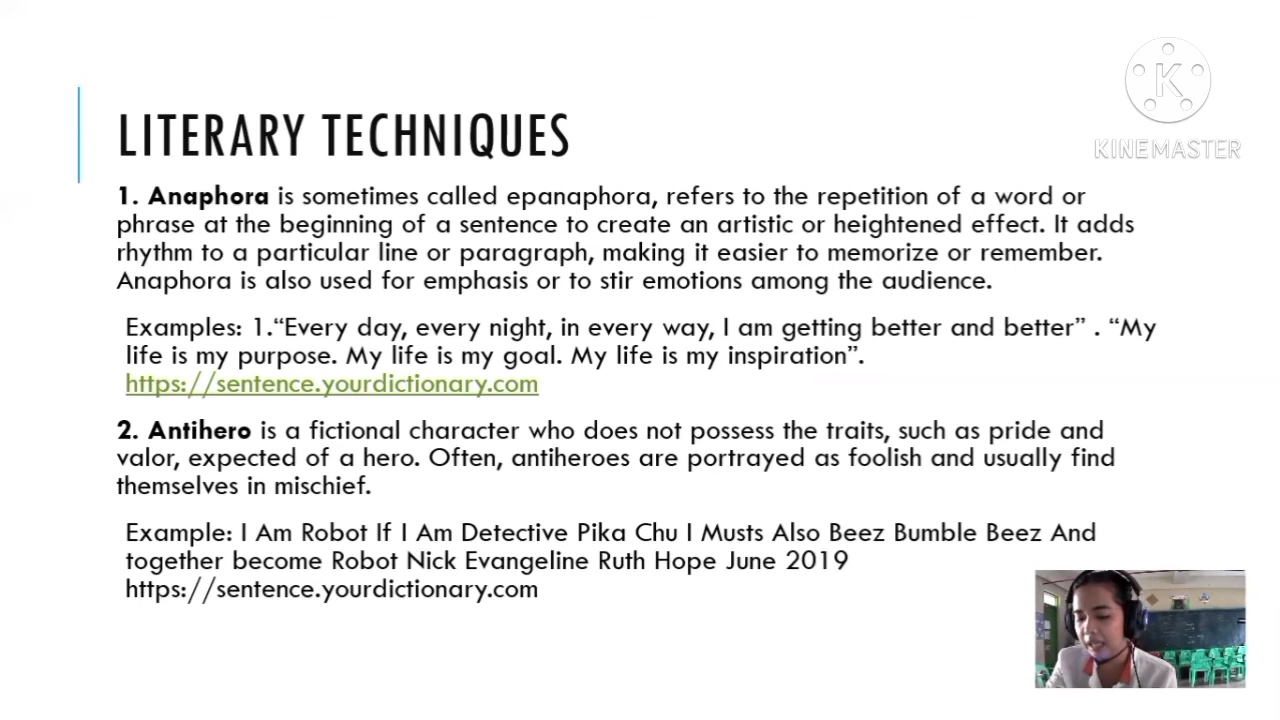 K
KINEMASTER
LITERARY TECHNIQUES
1. Anaphora is sometimes called epanaphora, refers to the repetition of a word or
phrase at the beginning of a sentence to create an artistic or heightened effect. It adds
rhythm to a particular line or paragraph, making it easier to memorize or remember.
Anaphora is also used for emphasis or to stir emotions among the audience.
Examples: 1.“Every day, every night, in every way, I am getting better and better” . “My
life is my purpose. My life is my goal. My life is my inspiration”.
https://sentence.yourdictionary.com
2. Antihero is a fictional character who does not possess the traits, such as pride and
valor, expected of a hero. Often, antiheroes are portrayed as foolish and usually find
themselves in mischief.
Example: I Am Robot If I Am Detective Pika Chu I Musts Also Beez Bumble Beez And
together become Robot Nick Evangeline Ruth Hope June 2019
https://sentence.yourdictionary.com